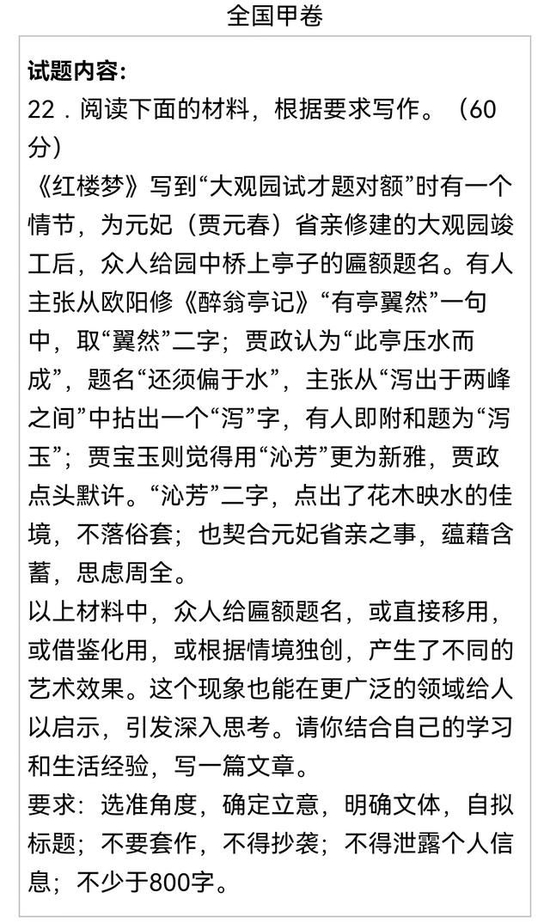 全国甲卷
试题内容：
22．阅读下面的材料，根据要求写作。（60
分）
《红楼梦》写到“大观园试才题对额”时有一个
情节，为元妃（贾元春）省亲修建的大观园竣
工后，众人给园中桥上亭子的匾额题名。有人
主张从欧阳修《醉翁亭记》“有亭翼然”一句
中，取“翼然”二字；贾政认为“此亭压水而
成”，题名“还须偏于水”，主张从“泻出于两峰
之间”中拈出一个“泻”字，有人即附和题为“泻
玉”；贾宝玉则觉得用“沁芳”更为新雅，贾政
点头默许。“沁芳”二字，点出了花木映水的佳
境，不落俗套；也契合元妃省亲之事，蕴藉含
蓄，思虑周全。
以上材料中，众人给匾额题名，或直接移用，
或借鉴化用，或根据情境独创，产生了不同的
艺术效果。这个现象也能在更广泛的领域给人
以启示，引发深入思考。请你结合自己的学习
和生活经验，写一篇文章。
要求：选准角度，确定立意，明确文体，自拟
标题；不要套作，不得抄袭；不得泄露个人信
息；不少于800字。